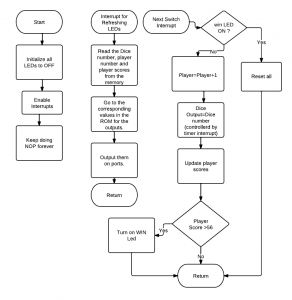 Start
Initialize all
LEDs to OFF
Enable
Interrupts
Keep doing
NOP forever
Interrupt for
Refreshing
LEDs
Read the Dice
number, player
number and
player scores
from the
memory.
Go to the
corresponding
values in the
ROM for the
outputs.
Output them
on ports.
Return
Next Switch
Interrupt
win LED
ON ?
No
Yes
Player=Player+1
Reset all
Dice
Output=Dice
number
(controllerd by
timer interrupt)
Update player
scores
Player
Score >56
Yes
Turn on WIN
Led
No
Return